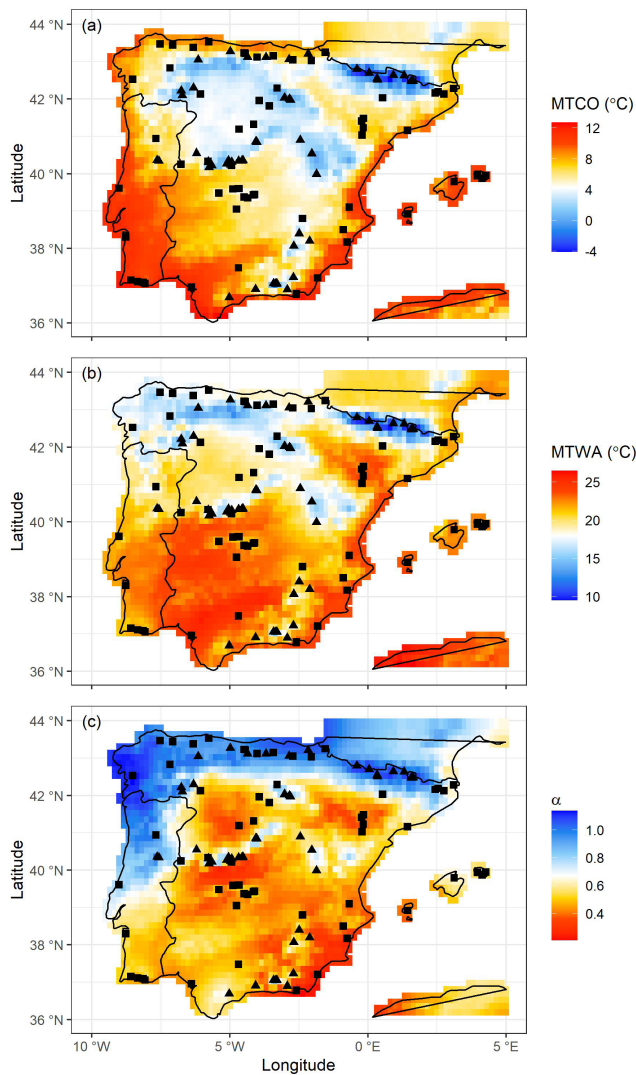 (a)
44 °N
42 °N
40 °N
38 °N
36 °N
Latitude
MTCO (°C)
12
8
4
0
-4
(b)
44 °N
42 °N
40 °N
38 °N
36 °N
Latitude
MTWA (°C)
25
20
15
10
(c)
44 °N
42 °N
40 °N
38 °N
36 °N
Latitude
α
1.0
0.8
0.6
0.4
10 °W
5 °W
0 °E
5 °E
Longitude